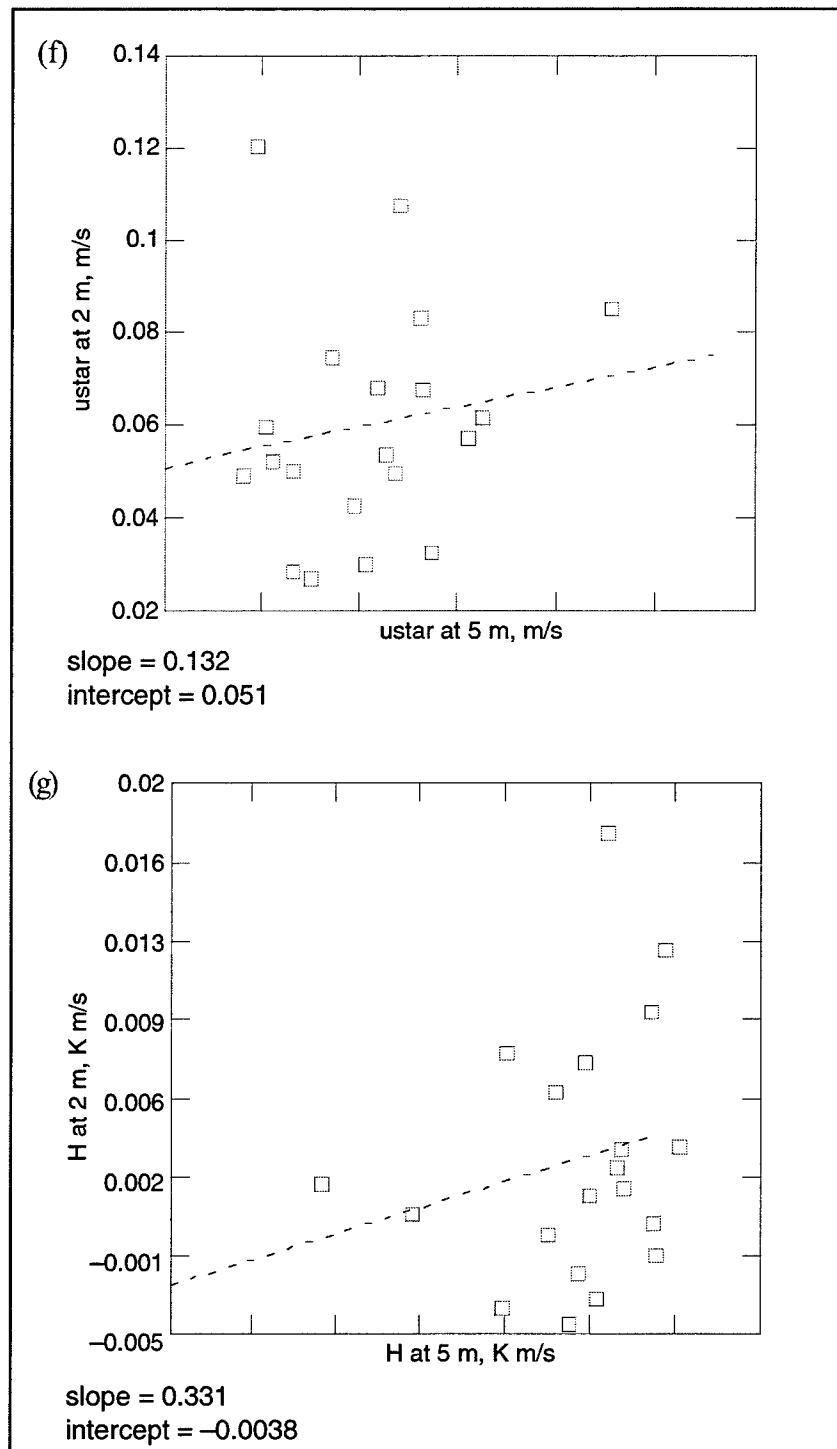 (f)
0.14
0.12
0.1
0.08
0.06
0.04
0.02
ustar at 2 m, m/s
ustar at 5 m, m/s
slope = 0.132
intercept = 0.051
(g)
0.02
0.016
0.013
0.009
0.006
0.002
−0.001
−0.005
H at 2 m, K m/s
H at 5 m, K m/s
slope = 0.331
intercept = −0.0038